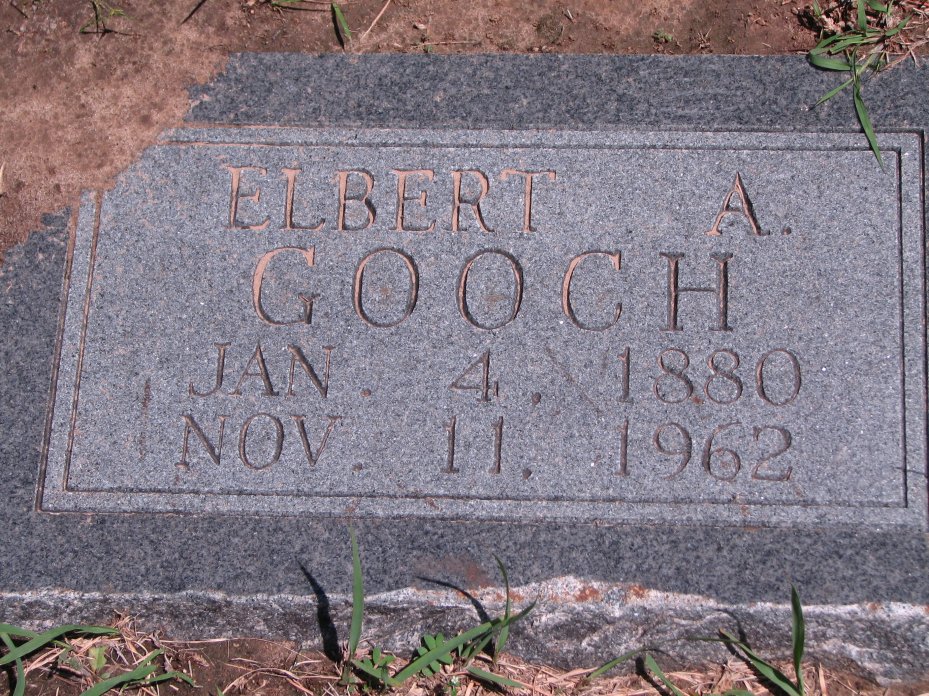 ELBERT A.
GOOCH
JAN. 4, 1880
NOV. 11, 1962